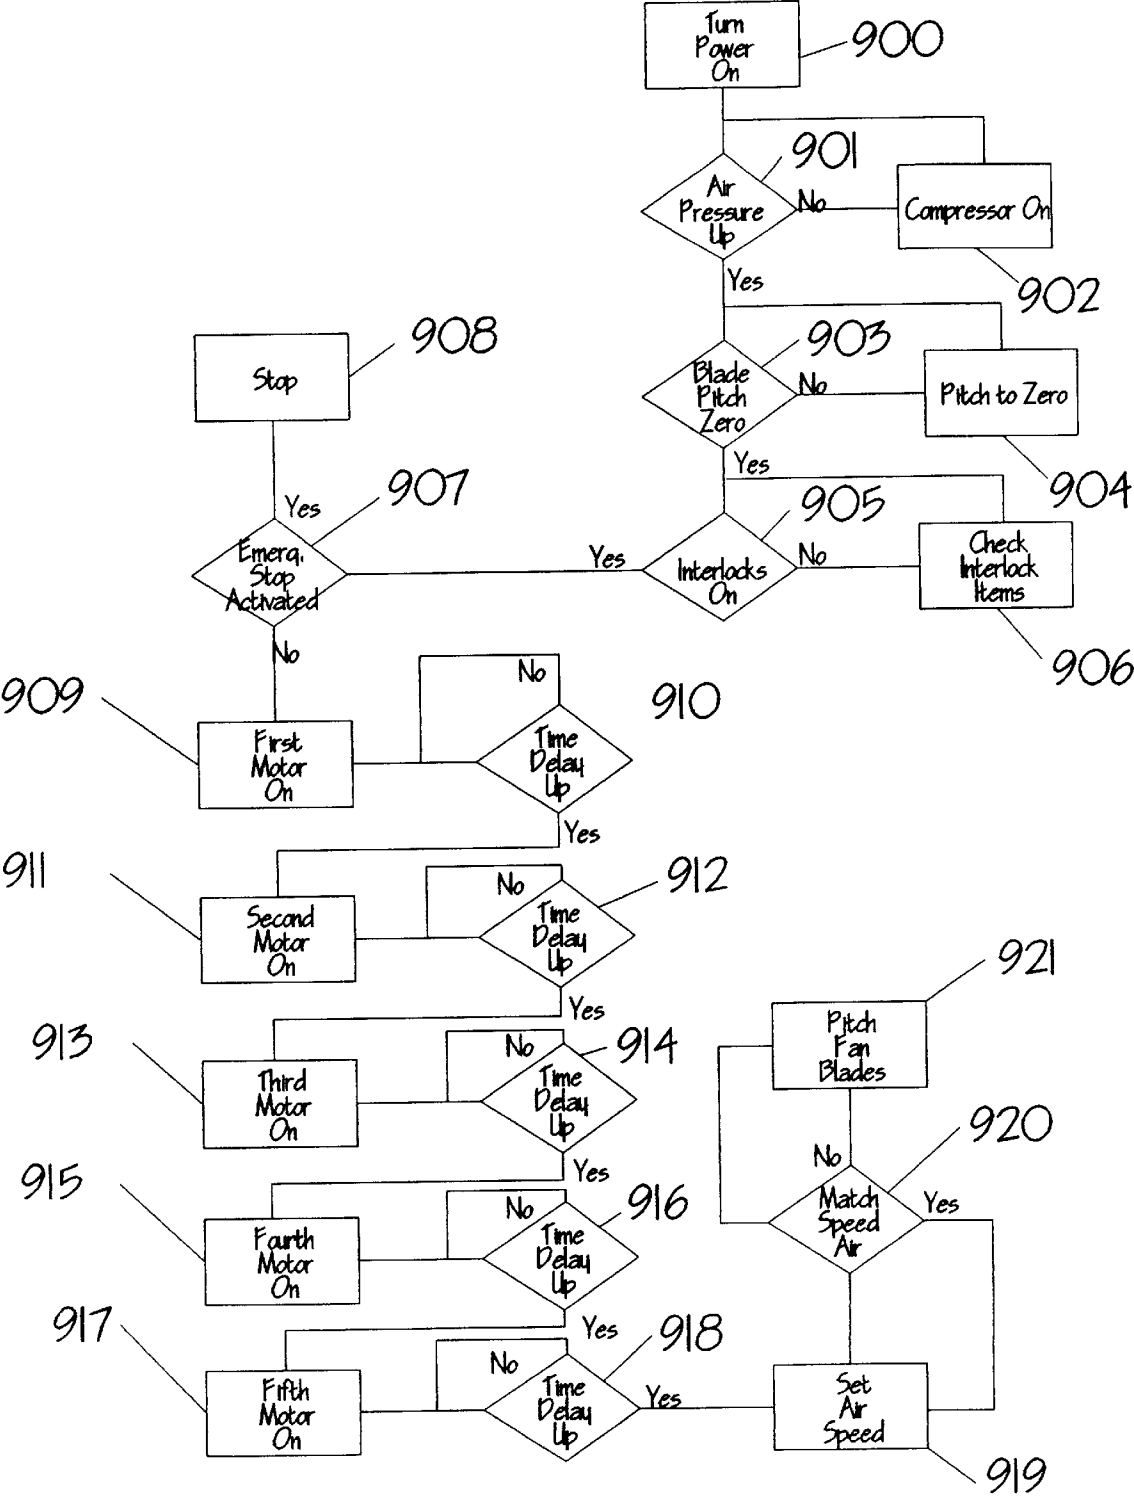 Turn
Power
On
900
901
Air
Pressure
Up
No
Compressor On
902
Yes
903
Blade
Pitch
Zero
No
Pitch to Zero
904
Yes
905
Interlocks
On
No
Check
Interlock
Items
906
Yes
908
Stop
907
Yes
Emerg.
Stop
Activated
No
909
First
Motor
On
No
910
Time
Delay
Up
Yes
911
Second
Motor
On
No
912
Time
Delay
Up
Yes
913
Third
Motor
On
No
914
Time
Delay
Up
Yes
915
Fourth
Motor
On
No
916
Time
Delay
Up
Yes
917
Fifth
Motor
On
No
918
Time
Delay
Up
Yes
921
Pitch
Fan
Blades
920
No
Match
Speed
Air
Yes
Set
Air
Speed
919